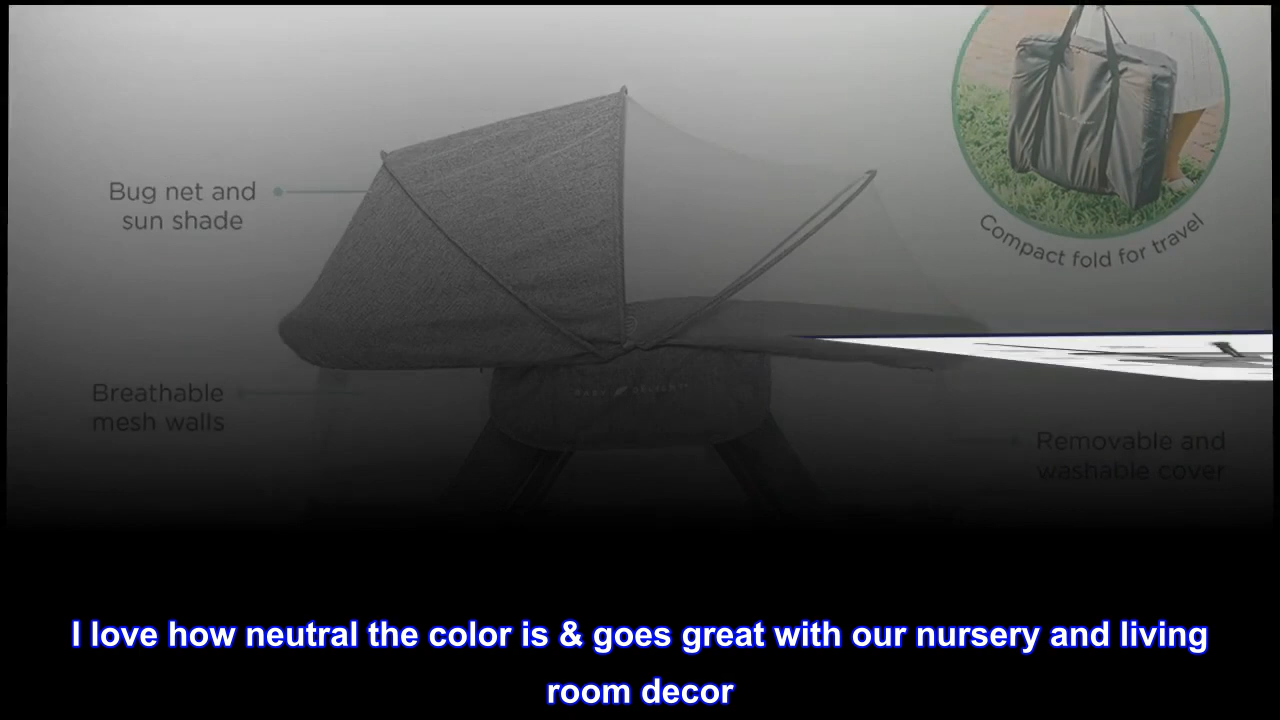 Compact fold for travel
Bug net and
sun shade
Breathable
mesh walls
Removable and
washable cover
I love how neutral the color is & goes great with our nursery and living
room decor